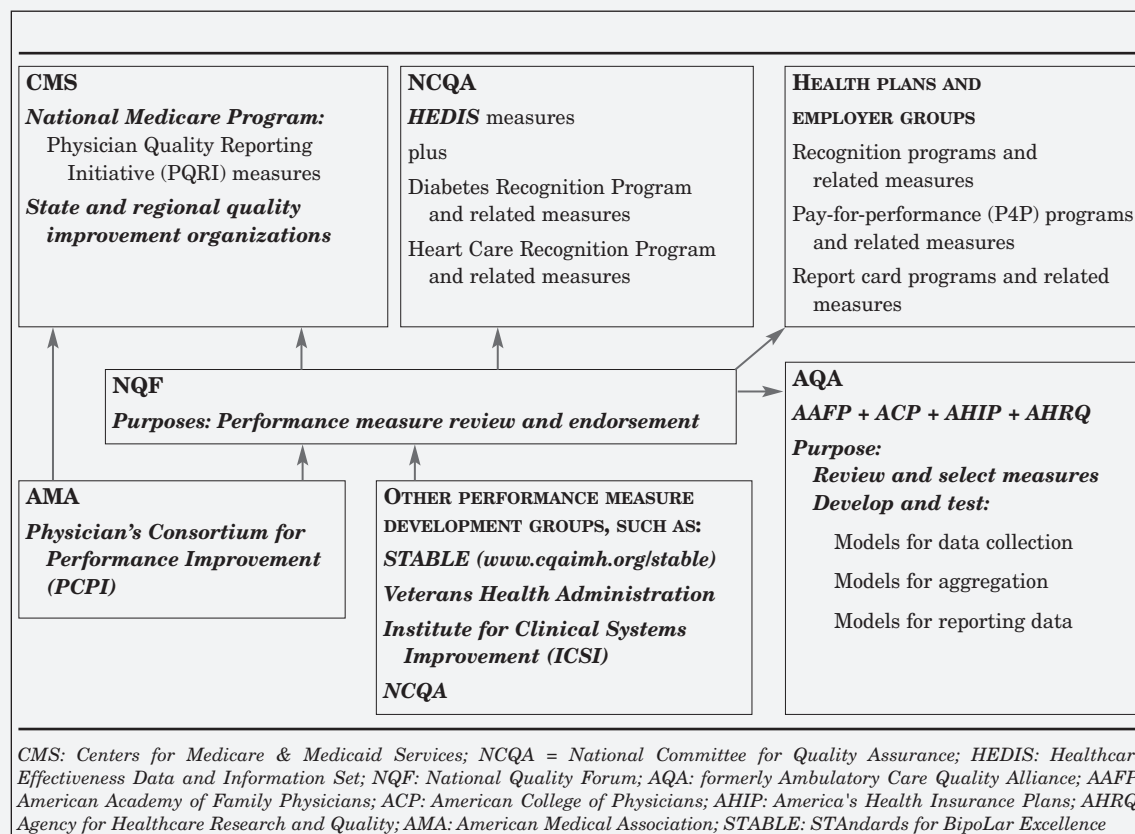 CMS
National Medicare Program:
Physician Quality Reporting
Initiative (PQRI) measures
State and regional quality
improvement organizations
NCQA
HEDIS measures
plus
Diabetes Recognition Program
and related measures
Heart Care Recognition Program
and related measures
HEALTH PLANS AND
EMPLOYER GROUPS
Recognition programs and
related measures
Pay-for-performance (P4P) programs
and related measures
Report card programs and related
measures
NQF
Purposes: Performance measure review and endorsement
AQA
AAFP + ACP + AHIP + AHRQ
Purpose:
Review and select measures
Develop and test:
Models for data collection
Models for aggregation
Models for reporting data
AMA
Physician's Consortium for
Performance Improvement
(PCPI)
OTHER PERFORMANCE MEASURE
DEVELOPMENT GROUPS, SUCH AS:
STABLE (www.cqaimh.org/stable)
Veterans Health Administration
Institute for Clinical Systems
Improvement (ICSI)
NCQA
CMS: Centers for Medicare & Medicaid Services; NCQA = National Committee for Quality Assurance; HEDIS: Healthcar
Effectiveness Data and Information Set; NQF: National Quality Forum; AQA: formerly Ambulatory Care Quality Alliance; AAFP
American Academy of Family Physicians; ACP: American College of Physicians; AHIP: America's Health Insurance Plans; AHRQ
Agency for Healthcare Research and Quality; AMA: American Medical Association; STABLE: STAndards for BipoLar Excellence